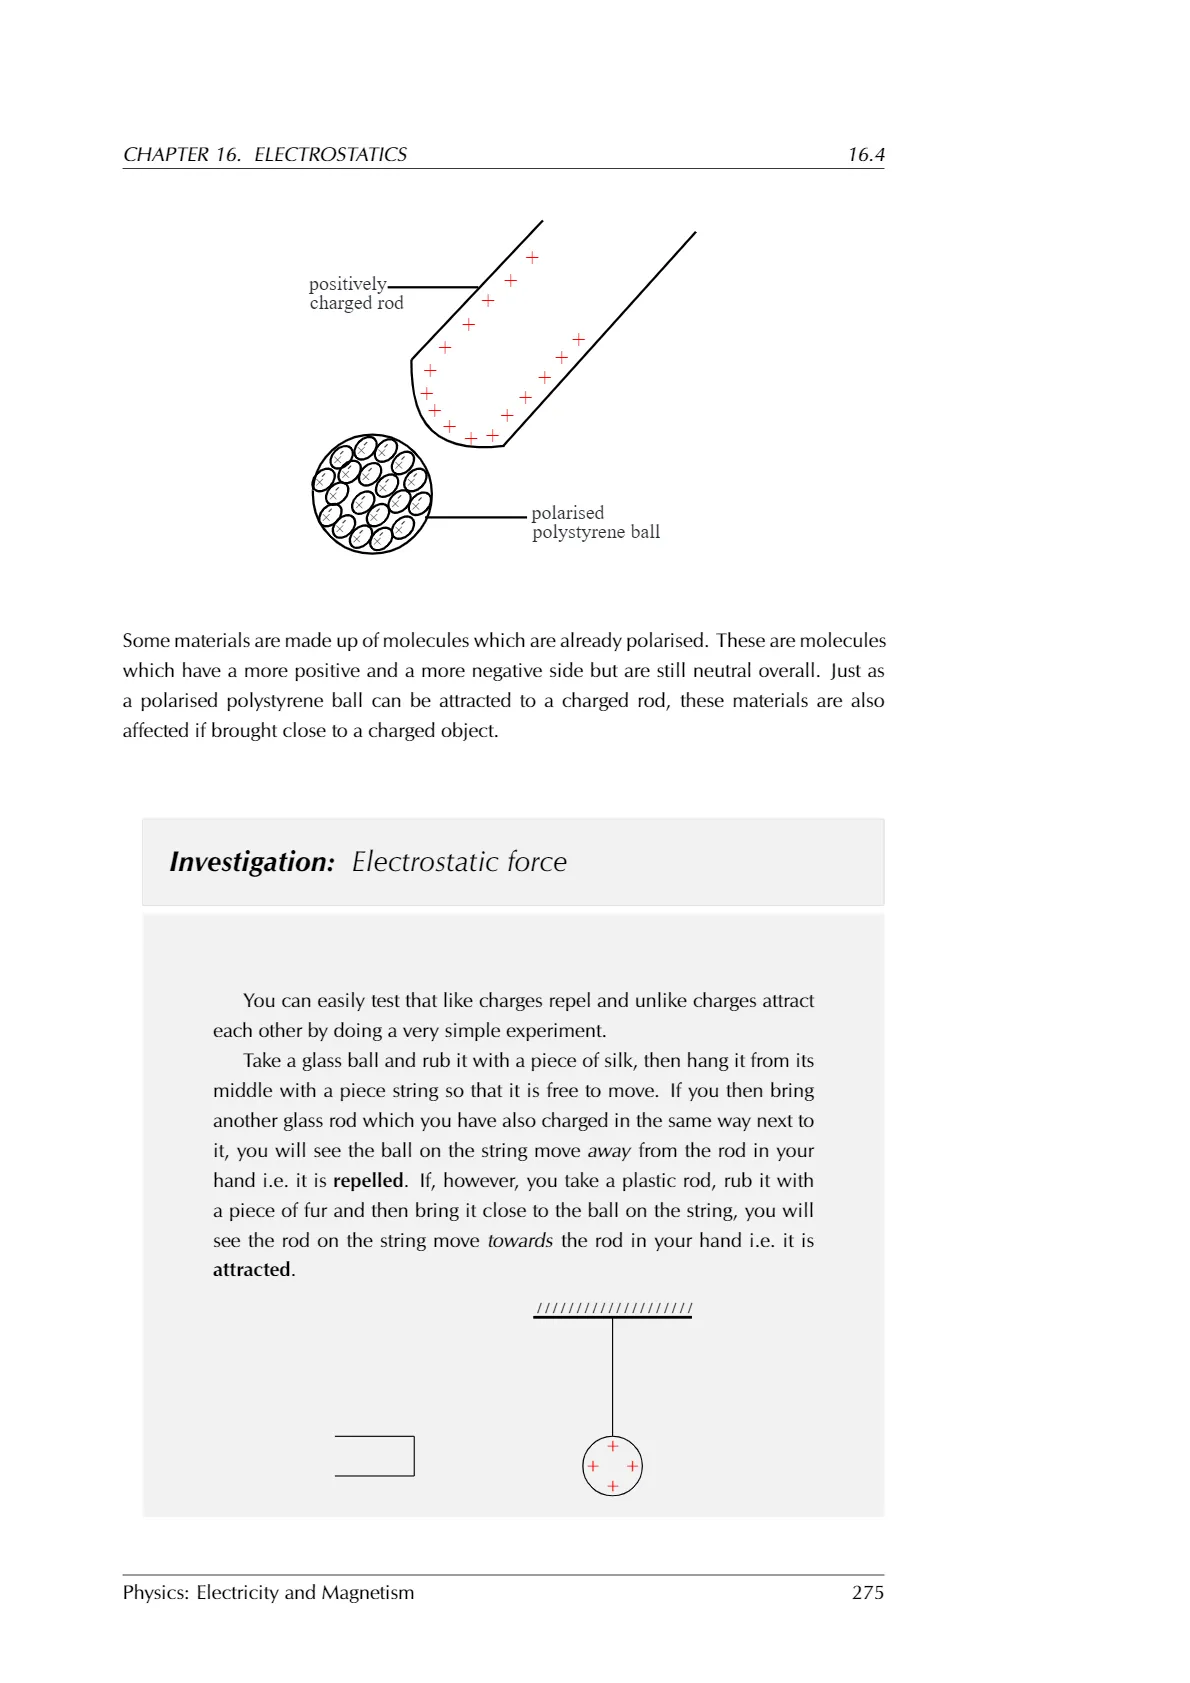 CHAPTER 16. ELECTROSTATICS 16.4
positively
charged rod
+ + + + + + + + + + + + + + + + + +
polarised
polystyrene ball
Some materials are made up of molecules which are already polarised. These are molecules
which have a more positive and a more negative side but are still neutral overall. Just as
a polarised polystyrene ball can be attracted to a charged rod, these materials are also
affected if brought close to a charged object.
Investigation: Electrostatic force
You can easily test that like charges repel and unlike charges attract
each other by doing a very simple experiment.
Take a glass ball and rub it with a piece of silk, then hang it from its
middle with a piece string so that it is free to move. If you then bring
another glass rod which you have also charged in the same way next to
it, you will see the ball on the string move away from the rod in your
hand i.e. it is repelled. If, however, you take a plastic rod, rub it with
a piece of fur and then bring it close to the ball on the string, you will
see the rod on the string move towards the rod in your hand i.e. it is
attracted.
+
+ +
+
Physics: Electricity and Magnetism 275